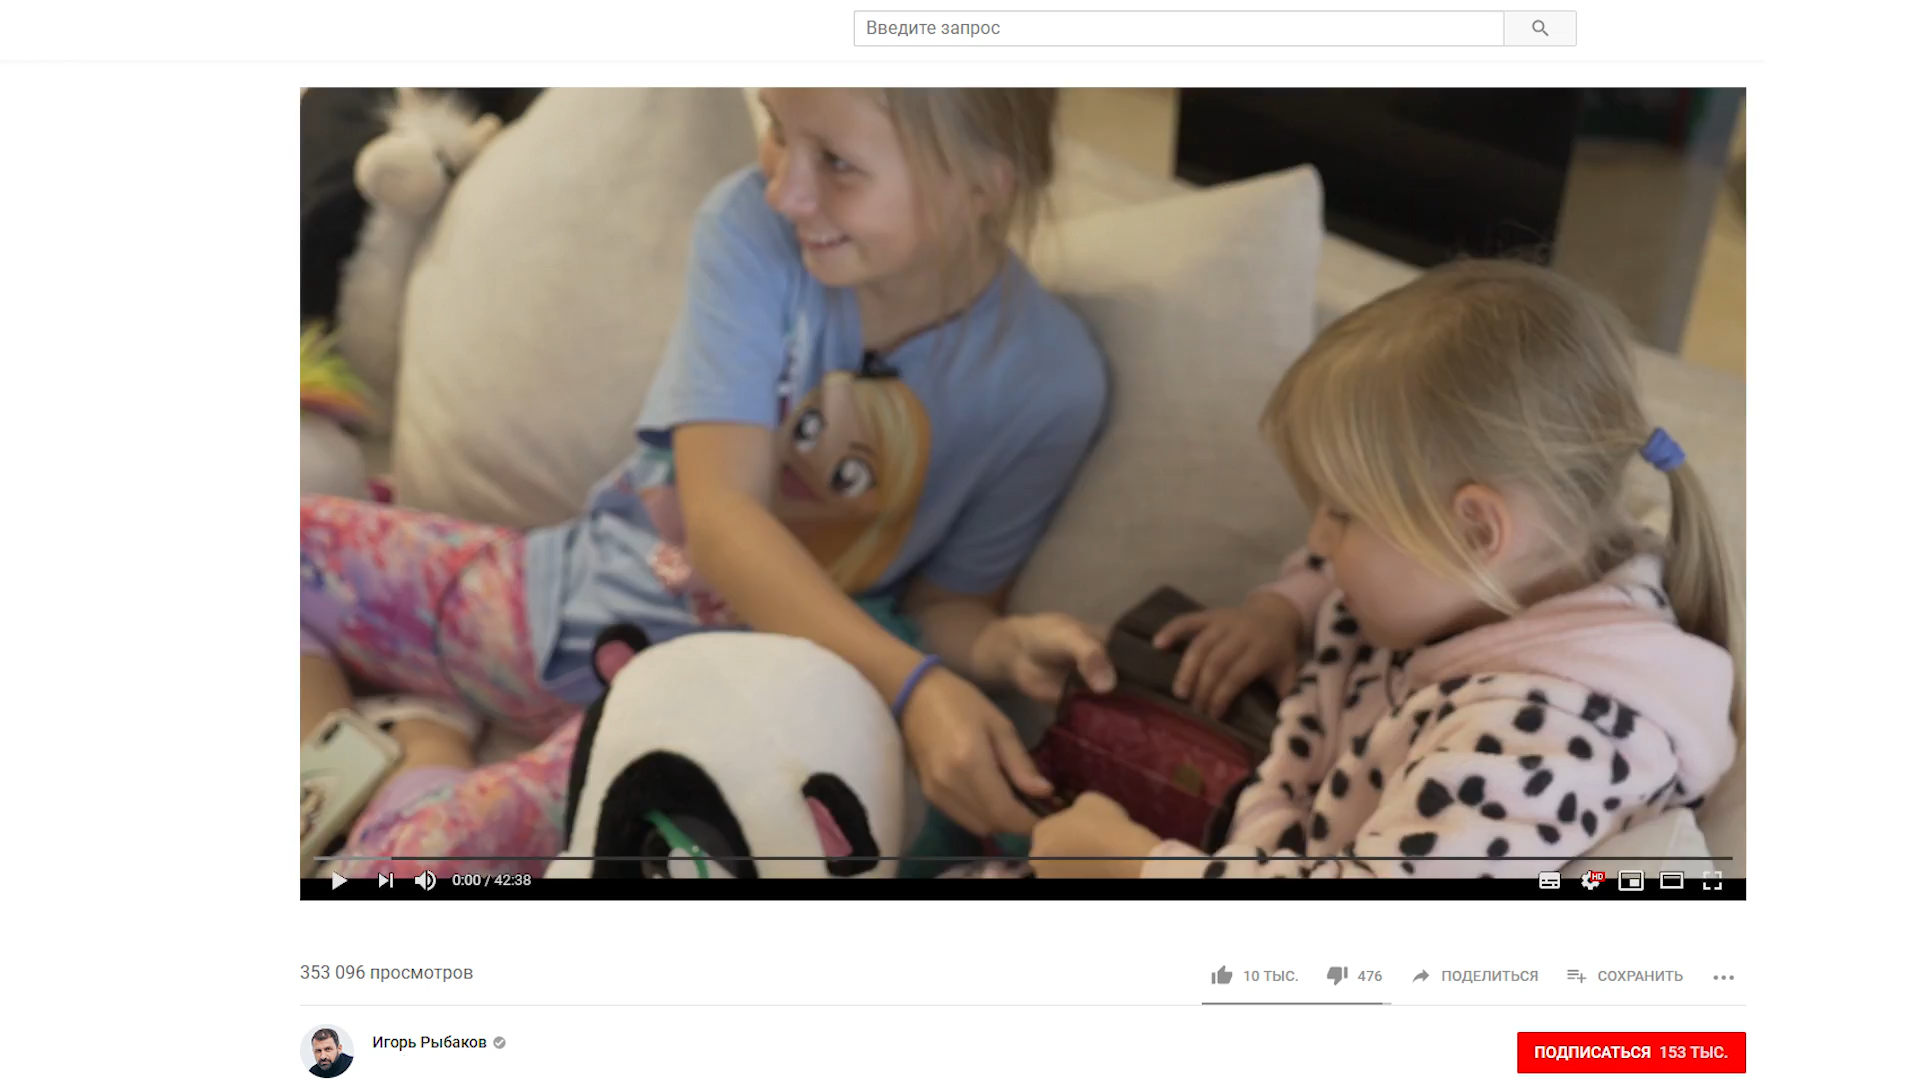 Введите запрос
0:00 / 42:38
HD
353 096 просмотров
10 ТЫС.
476
ПОДЕЛИТЬСЯ
СОХРАНИТЬ
Игорь Рыбаков
ПОДПИСАТЬСЯ 153 ТЫС.